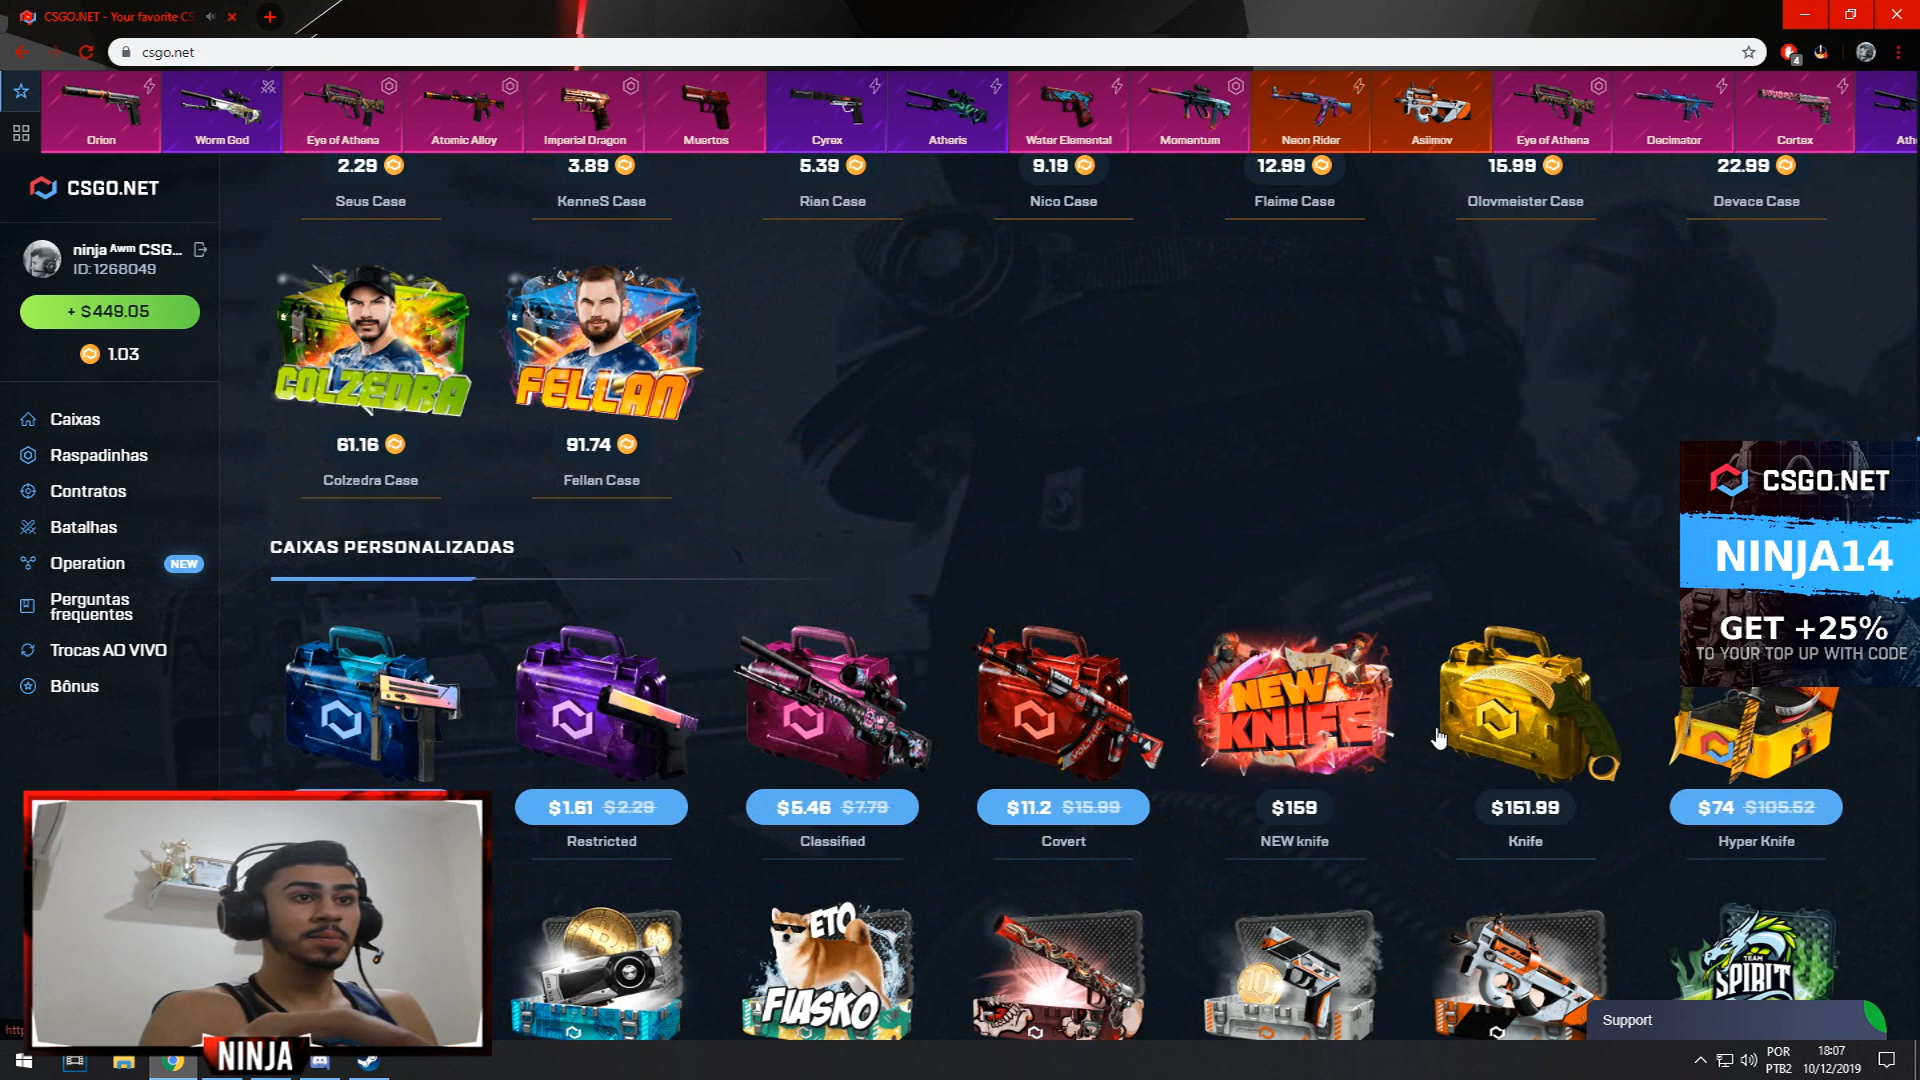 CSGO.NET - Your favorite CS
csgo.net
4
Orion
Worm God
Eye of Athena
Atomic Alloy
Imperial Dragon
Muertos
Cyrex
Atheris
Water Elemental
Momentum
Neon Rider
Asiimov
Eye of Athena
Decimator
Cortex
Ath
CSGO.NET
ninja Awm CSG...
ID:1268049
+ $449.05
1.03
Caixas
Raspadinhas
Contratos
Batalhas
Operation NEW
Perguntas
frequentes
Trocas AO VIVO
Bônus
2.29
3.89
5.39
9.19
12.99
15.99
22.99
Seus Case
KenneS Case
Rian Case
Nico Case
Flaime Case
Olovmeister Case
Devace Case
COLZEDRA
FELLAN
61.16
91.74
Colzedra Case
Fellan Case
CAIXAS PERSONALIZADAS
CSGO.NET
NINJA14
GET +25%
TO YOUR TOP UP WITH CODE
NEW
KNIFE
$1.61 $2.29
$5.46 $7.79
$11.2 $15.99
$159
$151.99
$74 $105.52
Restricted
Classified
Covert
NEW knife
Knife
Hyper Knife
ETO
FIASKO
TEAM
SPIRIT
Support
NINJA
POR
PTB2
18:07
10/12/2019